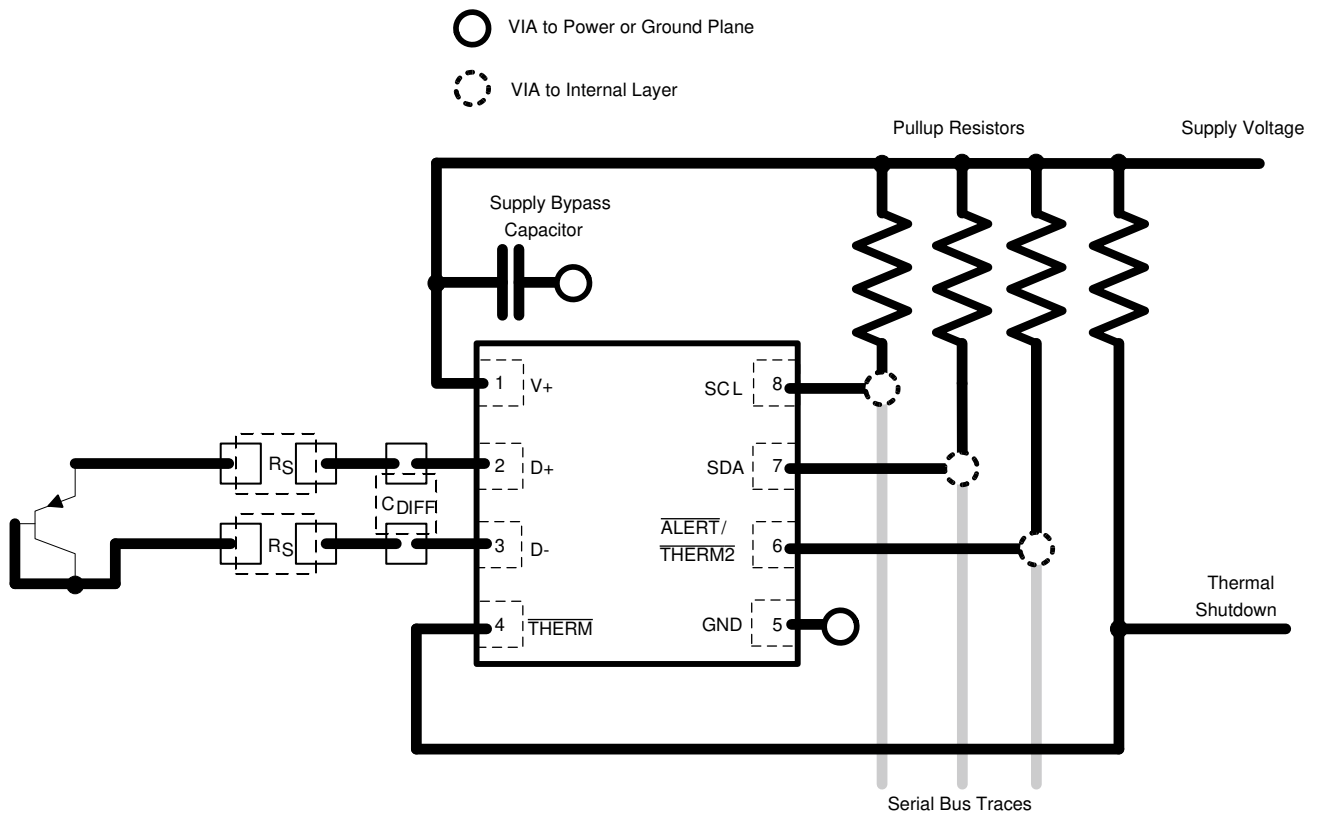 VIA to Power or Ground Plane
VIA to Internal Layer
Pullup Resistors
Supply Voltage
Supply Bypass
Capacitor
1 V+
SCL 8
RS
2 D+
SDA 7
CDIFF
RS
3 D-
ALERT/
THERM2
6
4 THERM
GND 5
Thermal
Shutdown
Serial Bus Traces